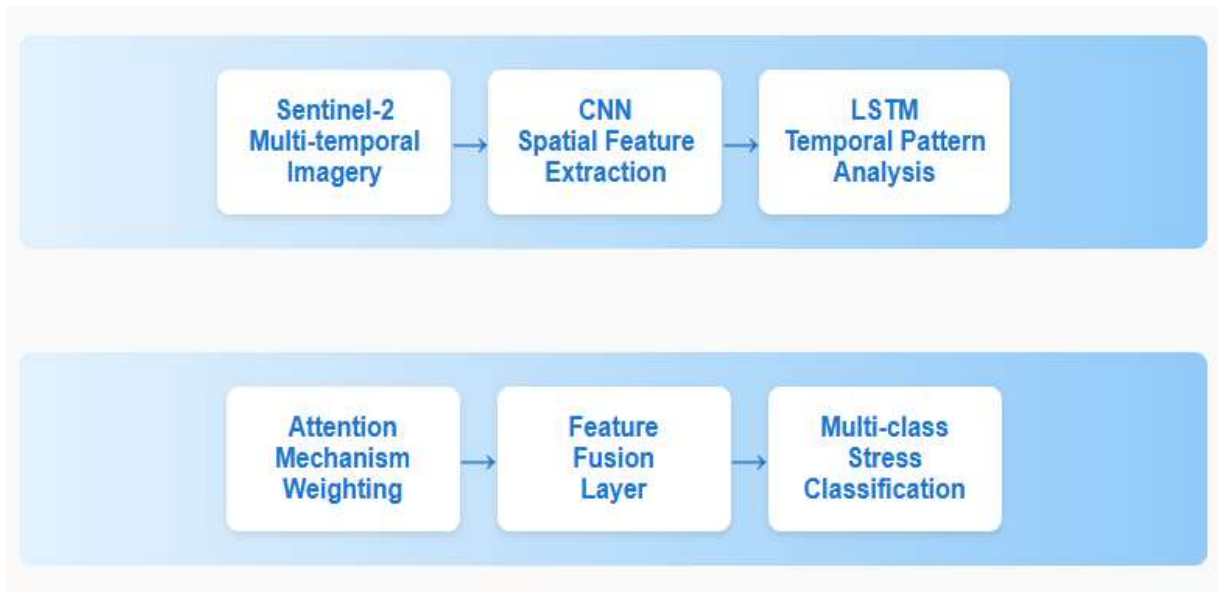 Sentinel-2
Multi-temporal
Imagery
CNN
Spatial Feature
Extraction
LSTM
Temporal Pattern
Analysis
Attention
Mechanism
Weighting
Feature
Fusion
Layer
Multi-class
Stress
Classification